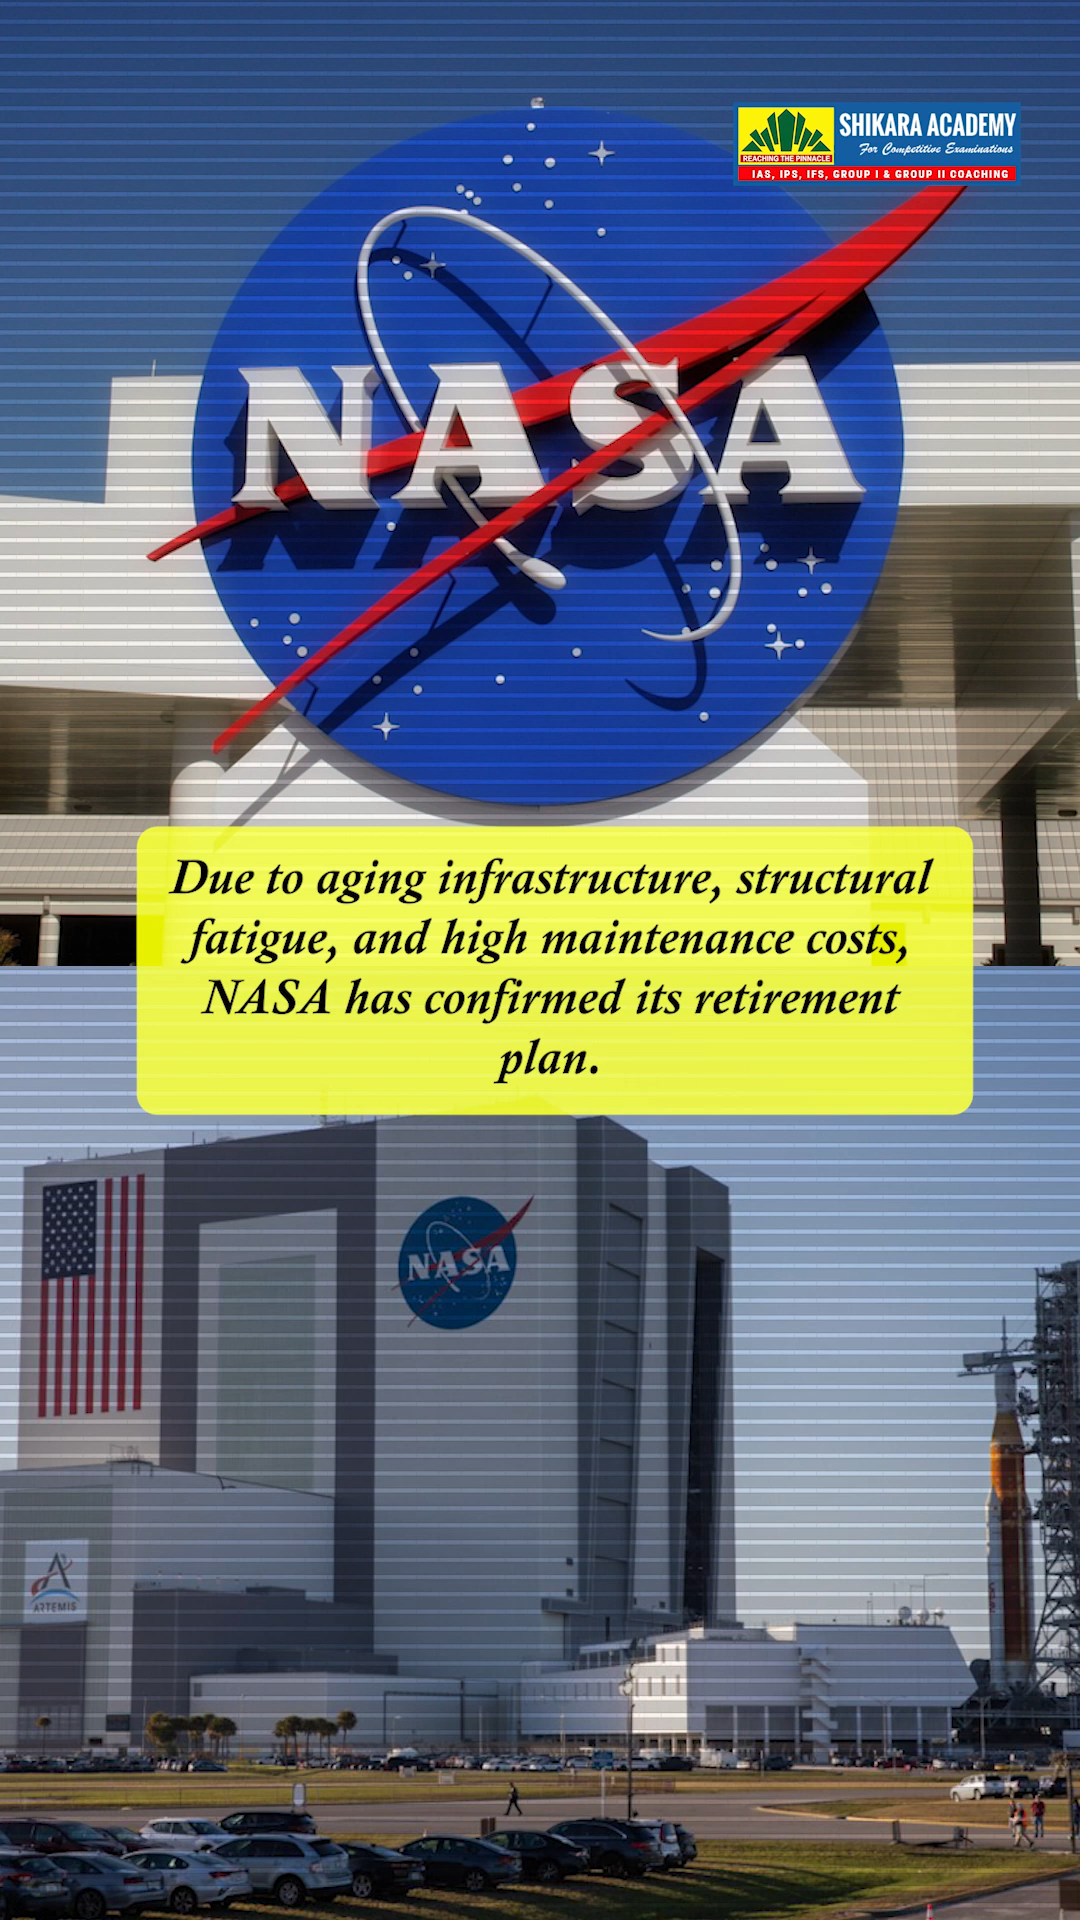 SHIKARA ACADEMY
For Competitive Examinations
REACHING THE PINNACLE
IAS, IPS, IFS, GROUP I & GROUP II COACHING
NASA
Due to aging infrastructure, structural
fatigue, and high maintenance costs,
NASA has confirmed its retirement
plan.
NASA
ARTEMIS